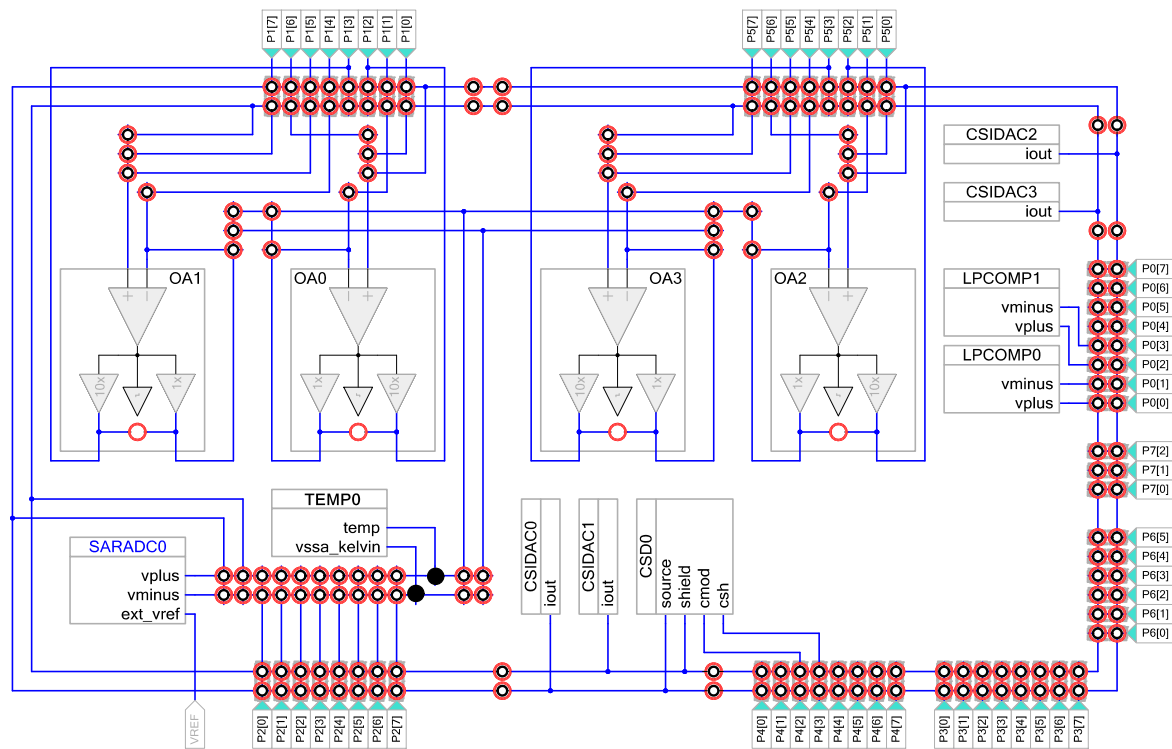 P1[7] P1[6] P1[5] P1[4] P1[3] P1[2] P1[1] P1[0]
P5[7] P5[6] P5[5] P5[4] P5[3] P5[2] P5[1] P5[0]
CSIDAC2
iout
CSIDAC3
iout
OA1
+ −
10x
1x
OA0
− +
1x
10x
OA3
+ −
10x
1x
OA2
− +
1x
10x
LPCOMP1
vminus
vplus
LPCOMP0
vminus
vplus
P0[7]
P0[6]
P0[5]
P0[4]
P0[3]
P0[2]
P0[1]
P0[0]
P7[2]
P7[1]
P7[0]
P6[5]
P6[4]
P6[3]
P6[2]
P6[1]
P6[0]
TEMP0
temp
vssa_kelvin
SARADC0
vplus
vminus
ext_vref
VREF
CSIDAC0
iout
CSIDAC1
iout
CSD0
source
shield
cmod
csh
P2[0] P2[1] P2[2] P2[3] P2[4] P2[5] P2[6] P2[7]
P4[0] P4[1] P4[2] P4[3] P4[4] P4[5] P4[6] P4[7]
P3[0] P3[1] P3[2] P3[3] P3[4] P3[5] P3[6] P3[7]